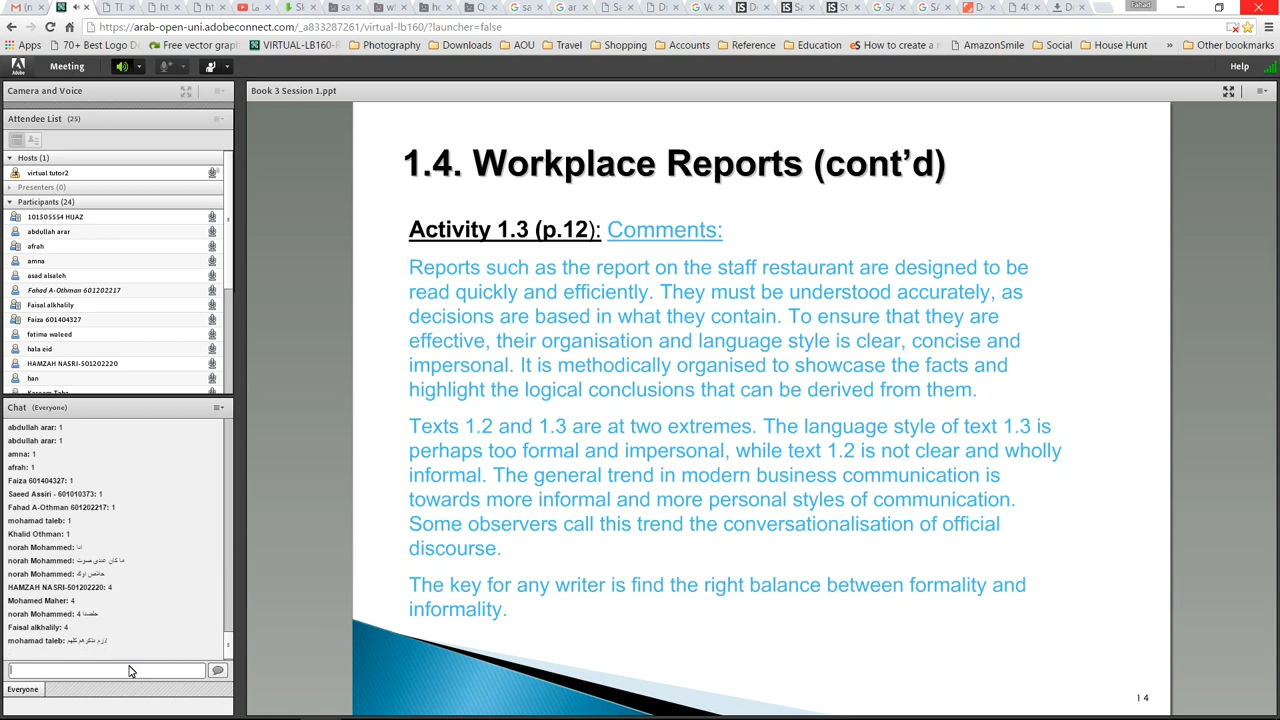 Fahad
https://arab-open-uni.adobeconnect.com/_a833287261/virtual-lb160/?launcher=false
Apps 70+ Best Logo D Free vector graph VIRTUAL-LB160-R Photography Downloads AOU Travel Shopping Accounts Reference Education How to create a r AmazonSmile Social House Hunt » Other bookmarks
Meeting Help
Camera and Voice
Attendee List (25)
Hosts (1)
virtual tutor2
Presenters (0)
Participants (24)
101505554 HIJAZ
abdullah arar
afrah
amna
asad alsaleh
Fahad A-Othman 601202217
Faisal alkhalily
Faiza 601404327
fatima waleed
hala eid
HAMZAH NASRI-501202220
han
Chat (Everyone)
abdullah arar: 1
abdullah arar: 1
amna: 1
afrah: 1
Faiza 601404327: 1
Saeed Assiri - 601010373: 1
Fahad A-Othman 601202217: 1
mohamad taleb: 1
Khalid Othman: 1
norah Mohammed:
norah Mohammed: ما كان عندي صوت
norah Mohammed: خلاص اوك
HAMZAH NASRI-501202220: 4
Mohamed Maher: 4
norah Mohammed: خلصنا 4
Faisal alkhalily: 4
mohamad taleb: لازم نذكرهم كلهم
Everyone
Book 3 Session 1.ppt
1.4. Workplace Reports (cont’d)
Activity 1.3 (p.12): Comments:
Reports such as the report on the staff restaurant are designed to be
read quickly and efficiently. They must be understood accurately, as
decisions are based in what they contain. To ensure that they are
effective, their organisation and language style is clear, concise and
impersonal. It is methodically organised to showcase the facts and
highlight the logical conclusions that can be derived from them.
Texts 1.2 and 1.3 are at two extremes. The language style of text 1.3 is
perhaps too formal and impersonal, while text 1.2 is not clear and wholly
informal. The general trend in modern business communication is
towards more informal and more personal styles of communication.
Some observers call this trend the conversationalisation of official
discourse.
The key for any writer is find the right balance between formality and
informality.
14